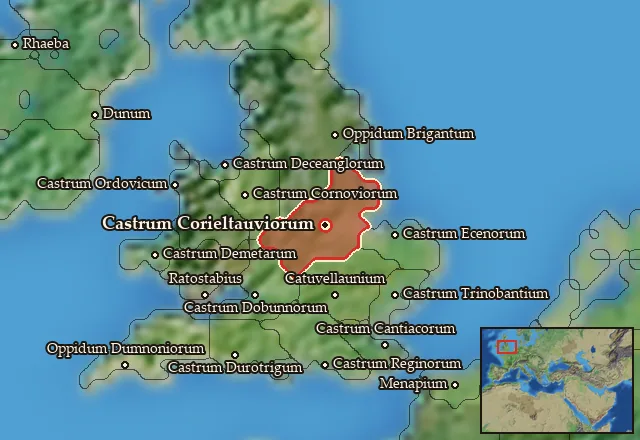 Rhaeba
Dunum
Oppidum Brigantum
Castrum Deceanglorum
Castrum Ordovicum
Castrum Cornoviorum
Castrum Corieltauviorum
Castrum Ecenorum
Castrum Demetarum
Ratostabius
Catuvellaunium
Castrum Trinobantium
Castrum Dobunnorum
Castrum Cantiacorum
Oppidum Dumnoniorum
Castrum Durotrigum
Castrum Reginorum
Menapium